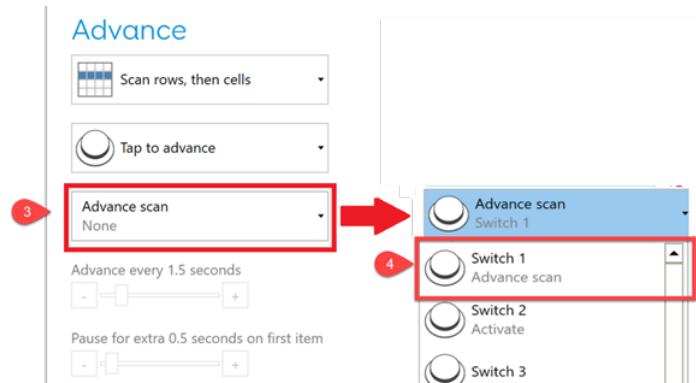 Advance
Scan rows, then cells
Tap to advance
3
Advance scan
None
Advance every 1.5 seconds
- +
Pause for extra 0.5 seconds on first item
- +
Advance scan
Switch 1
4
Switch 1
Advance scan
Switch 2
Activate
Switch 3